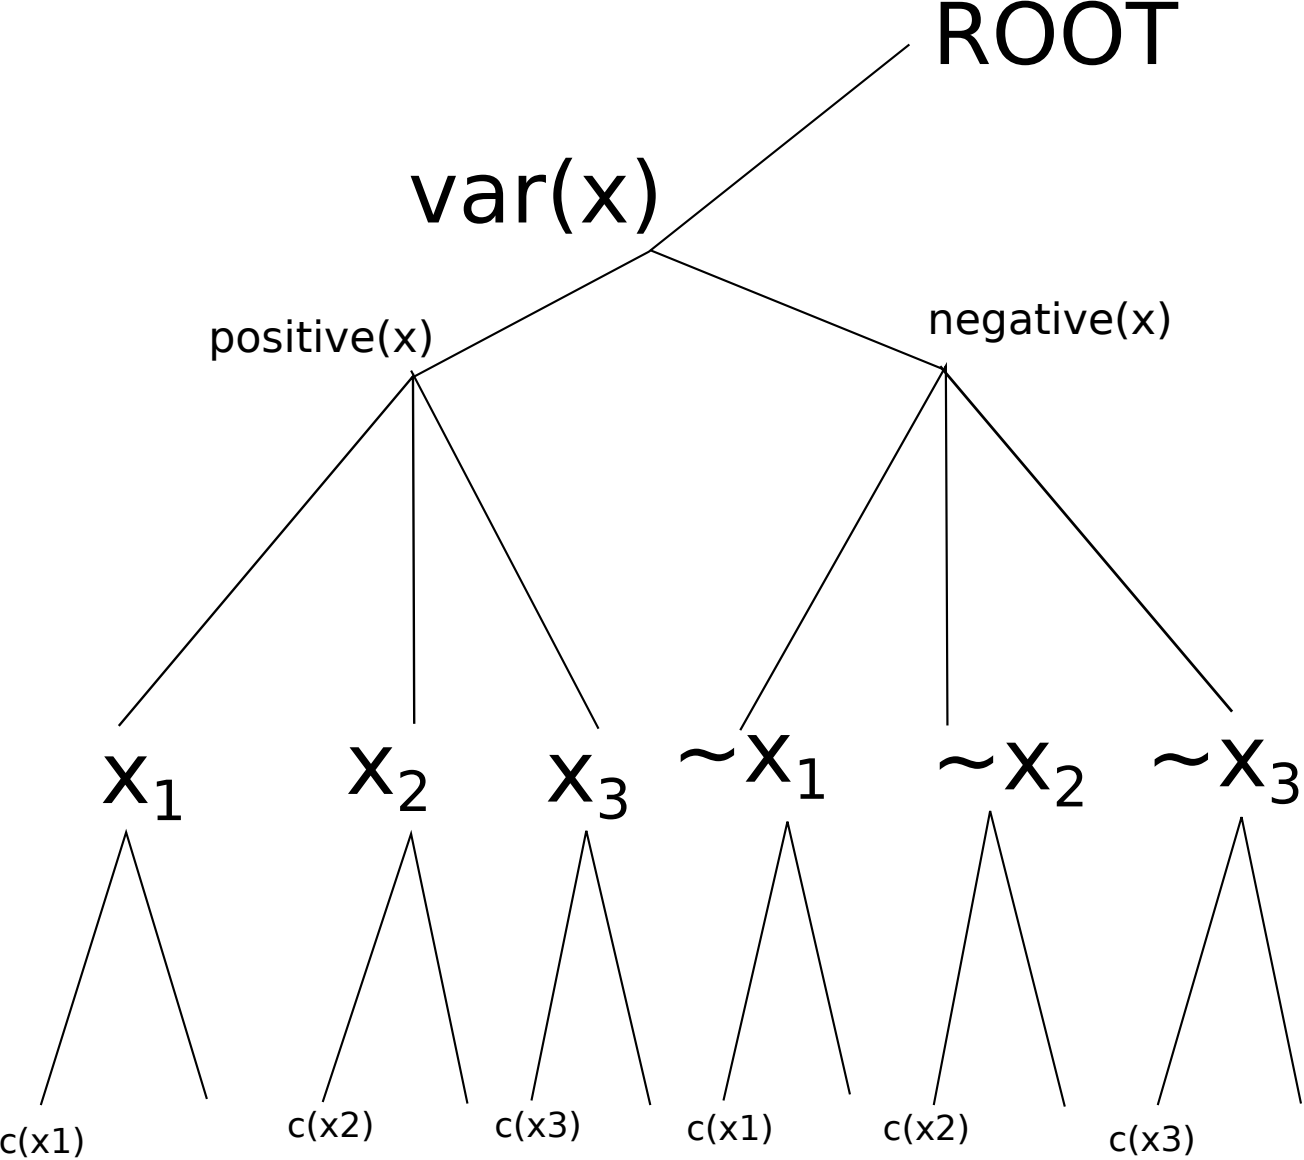 ROOT
var(x)
positive(x)
negative(x)
x1
x2
x3
~x1
~x2
~x3
c(x1)
c(x2)
c(x3)
c(x1)
c(x2)
c(x3)